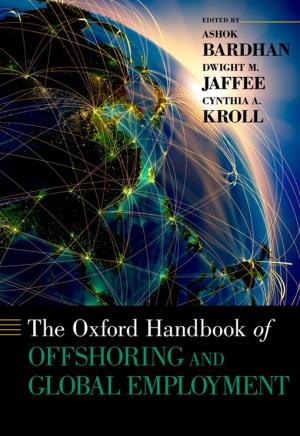 EDITED BY
ASHOK
BARDHAN
DWIGHT M.
JAFFEE
CYNTHIA A.
KROLL
The Oxford Handbook of
OFFSHORING AND
GLOBAL EMPLOYMENT